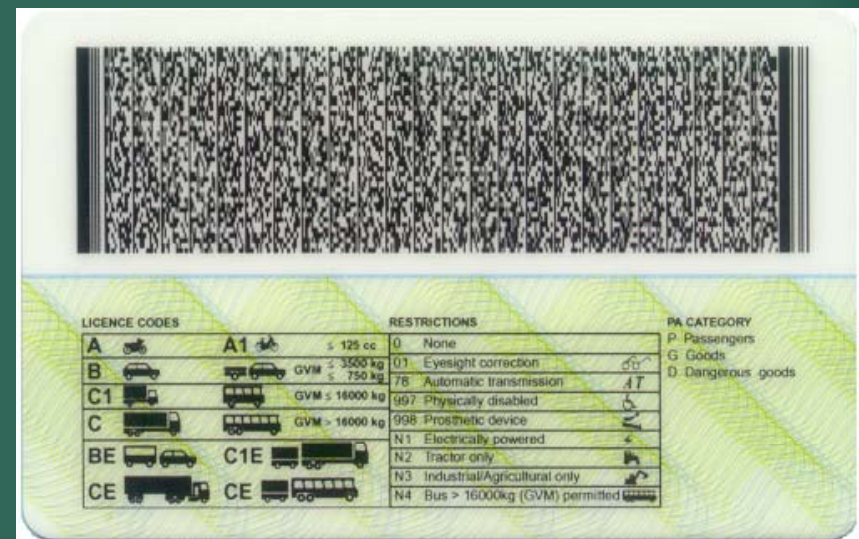 LICENCE CODES
A A1 ≤ 125 cc
B GVM ≤ 3500 kg
≤ 750 kg
C1 GVM ≤ 16000 kg
C GVM > 16000 kg
BE C1E
CE CE
RESTRICTIONS
0 None
01 Eyesight correction
78 Automatic transmission AT
997 Physically disabled
998 Prosthetic device
N1 Electrically powered
N2 Tractor only
N3 Industrial/Agricultural only
N4 Bus > 16000kg (GVM) permitted
PA CATEGORY
P Passengers
G Goods
D Dangerous goods